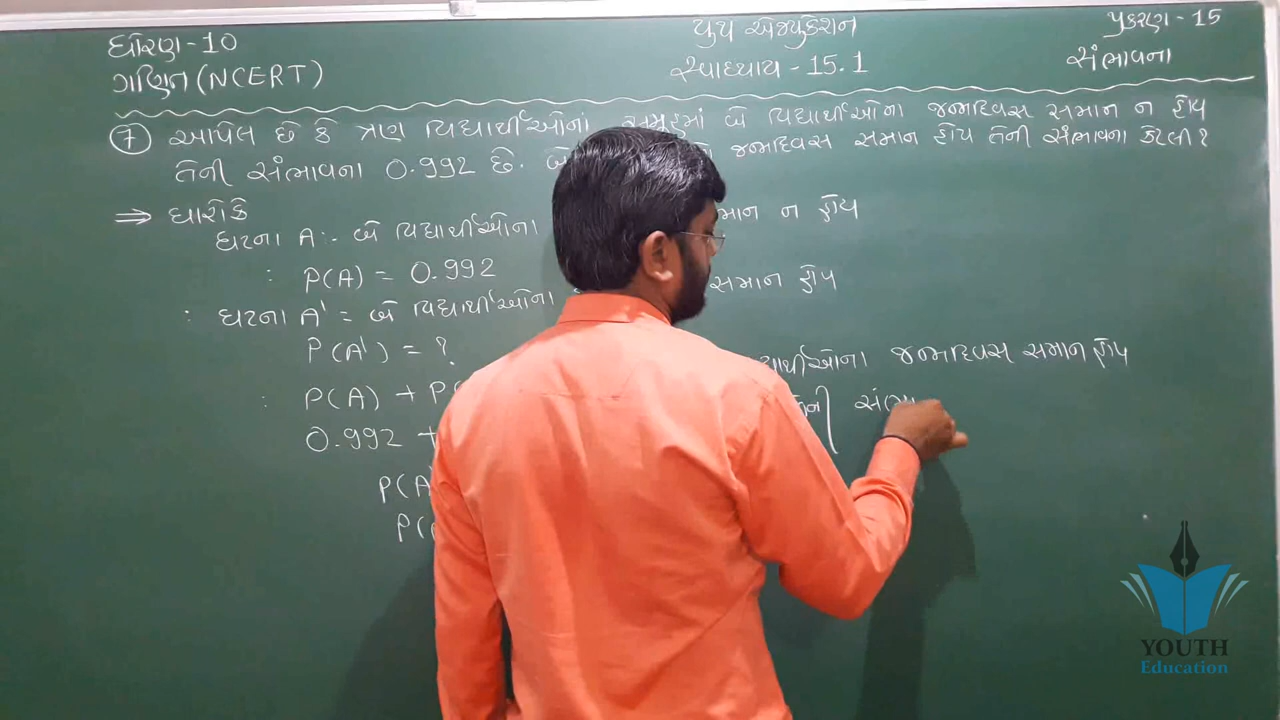 ધોરણ - 10
ગણિત (NCERT)
યુથ એજ્યુકેશન
સ્વાધ્યાય - 15.1
પ્રકરણ - 15
સંભાવના
7 આપેલ છે કે ત્રણ વિદ્યાર્થીઓનાં સમુહમાં બે વિદ્યાર્થીઓના જન્મદિવસ સમાન ન હોય
તેની સંભાવના 0.992 છે. બે જન્મદિવસ સમાન હોય તેની સંભાવના કેટલી?
⇒ ધારોકે
ઘટના A:- બે વિદ્યાર્થીઓના સમાન ન હોય
: P(A) = 0.992
: ઘટના A' = બે વિદ્યાર્થીઓના સમાન હોય
P(A') = ?
: P(A) +
0.992 +
જન્મદિવસ સમાન હોય
તેની
YOUTH
Education